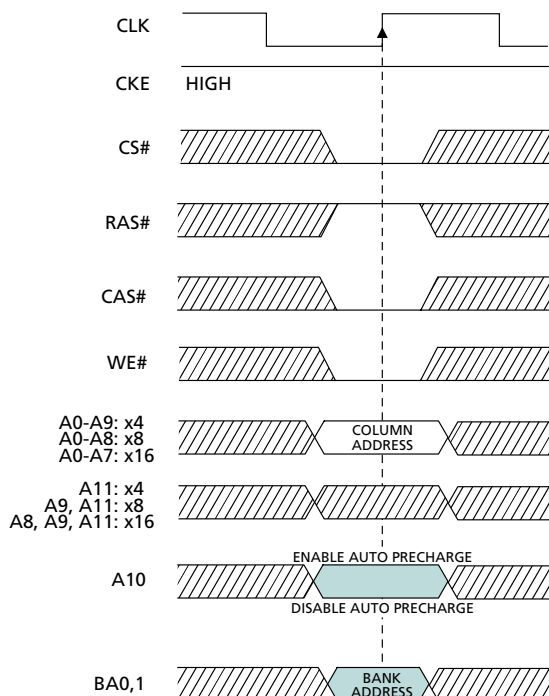 CLK
CKE HIGH
CS#
RAS#
CAS#
WE#
A0-A9: x4
A0-A8: x8
A0-A7: x16
COLUMN
ADDRESS
A11: x4
A9, A11: x8
A8, A9, A11: x16
ENABLE AUTO PRECHARGE
A10
DISABLE AUTO PRECHARGE
BA0,1
BANK
ADDRESS